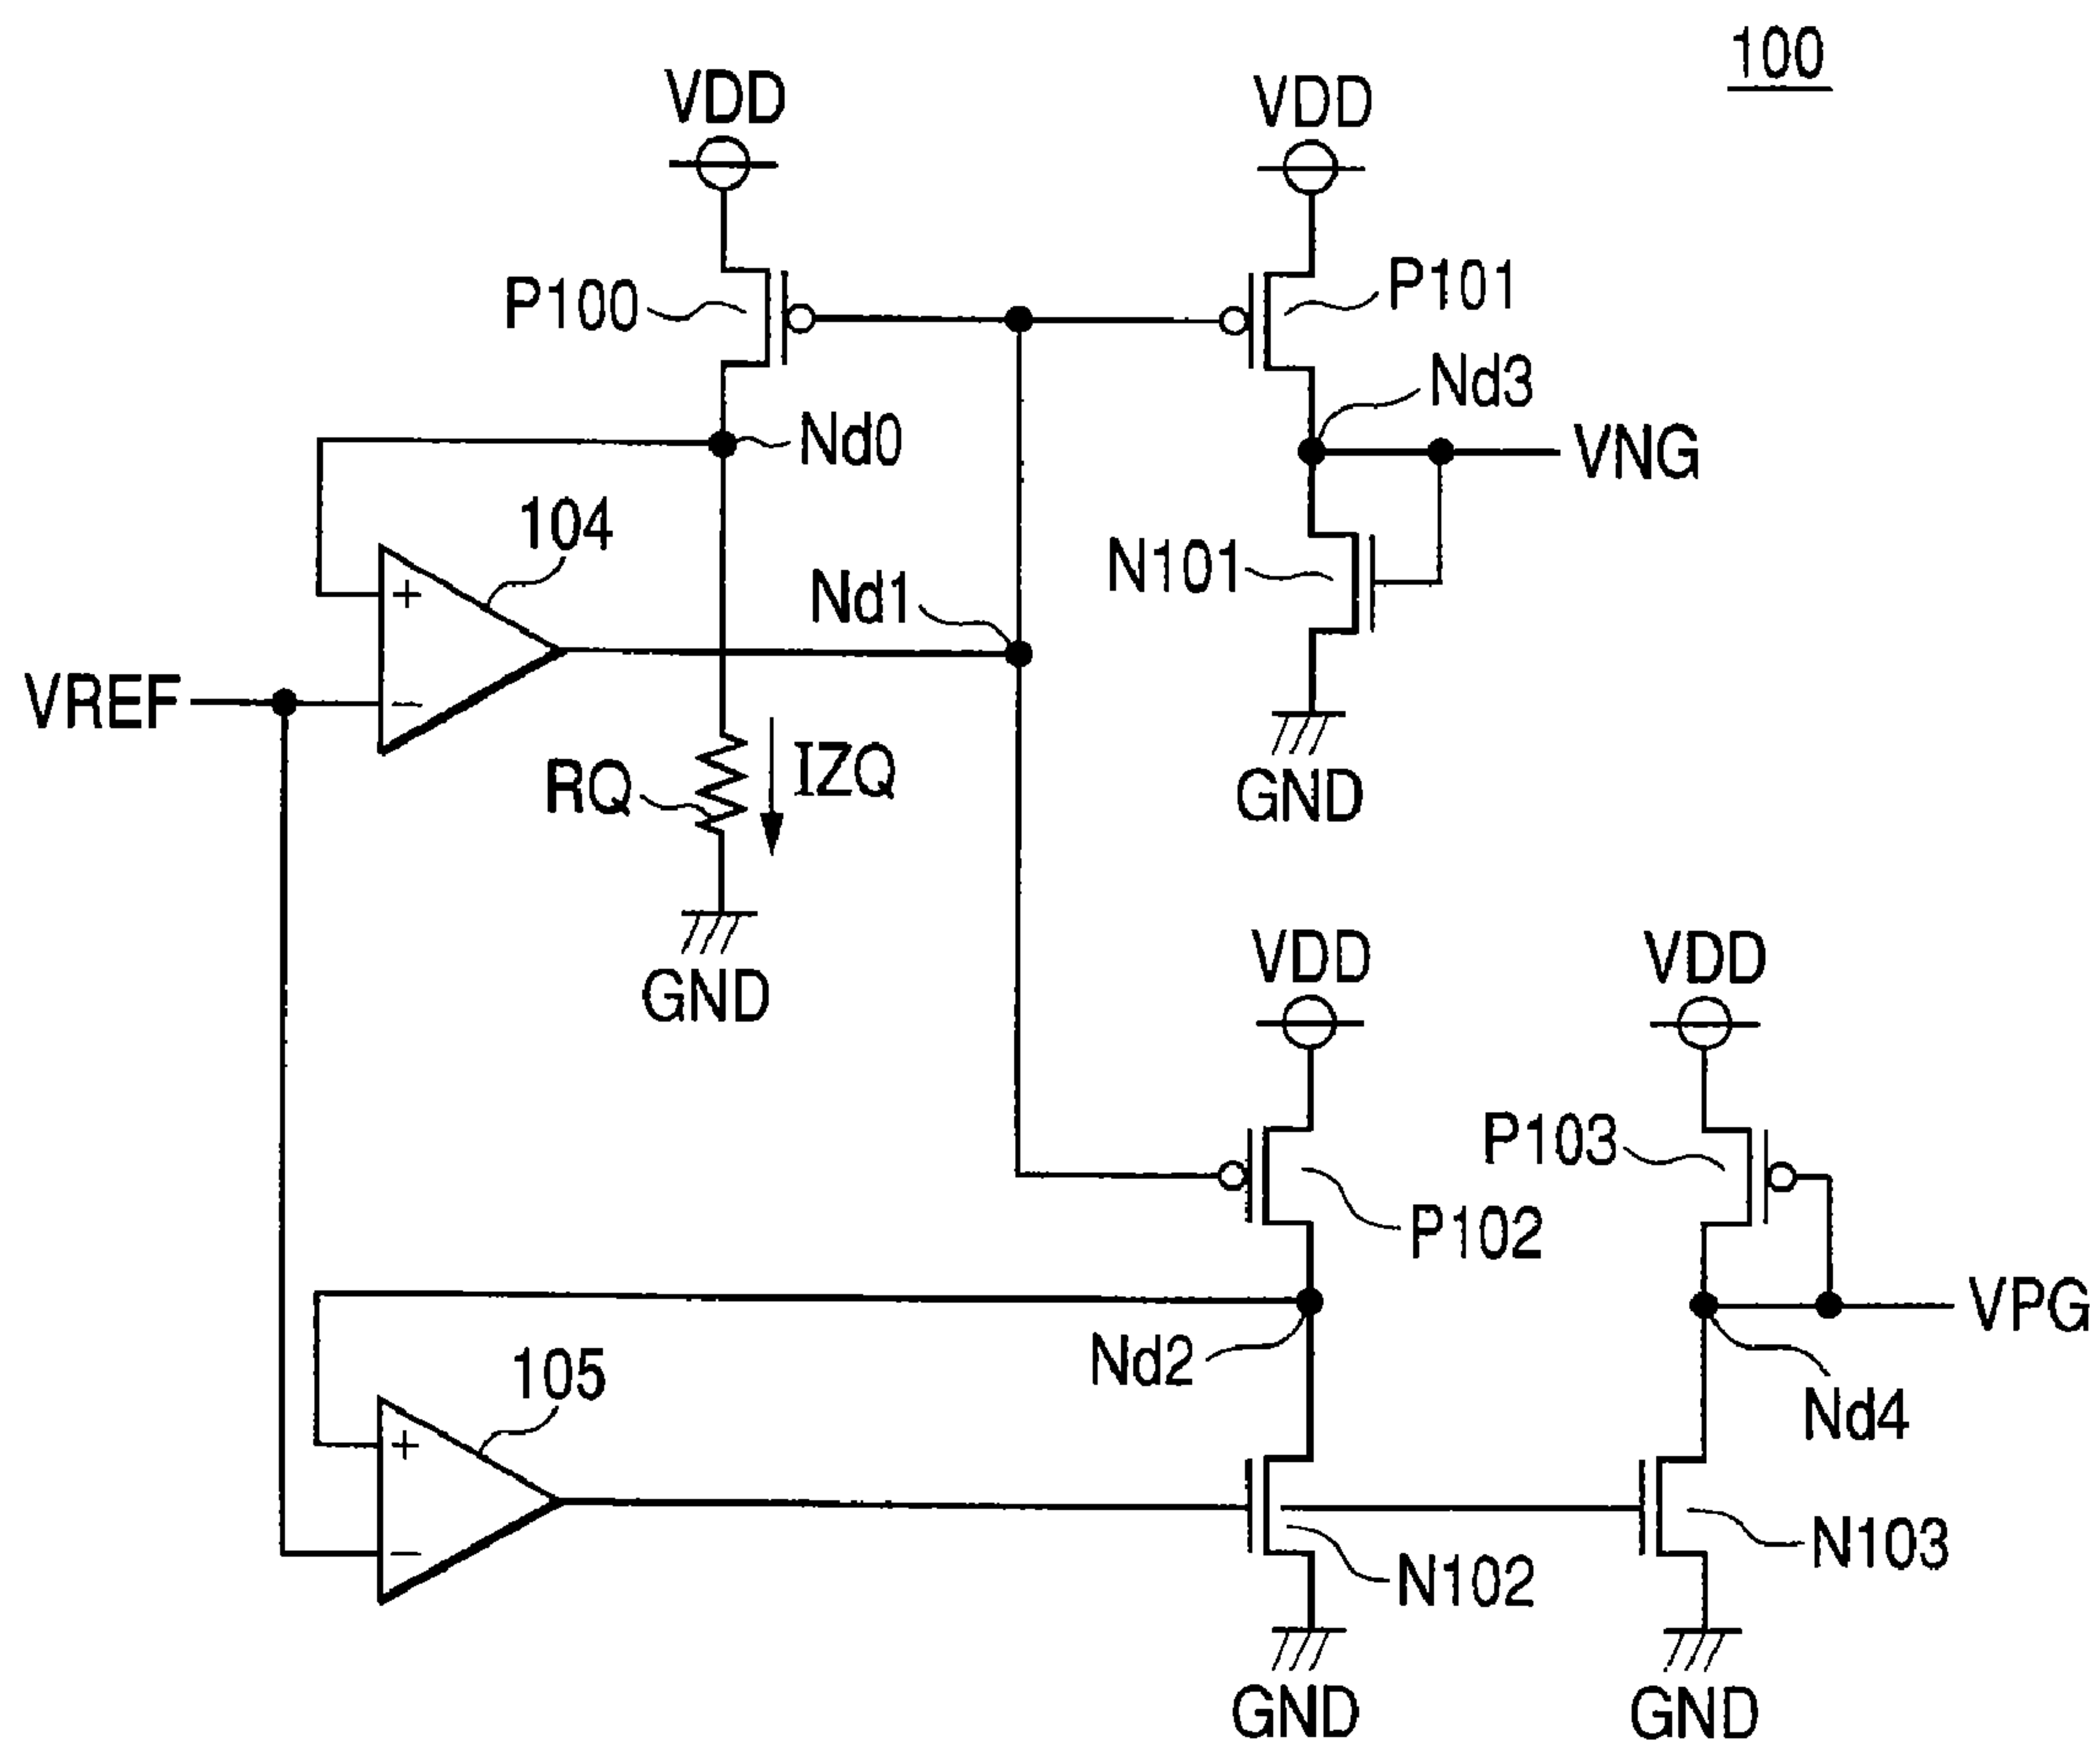 100
VDD
VDD
P100
P101
Nd0
Nd3
VNG
104
+
N101
Nd1
VREF
−
RQ
IZQ
GND
GND
VDD
VDD
P103
P102
VPG
Nd2
105
+
Nd4
−
N102
N103
GND
GND